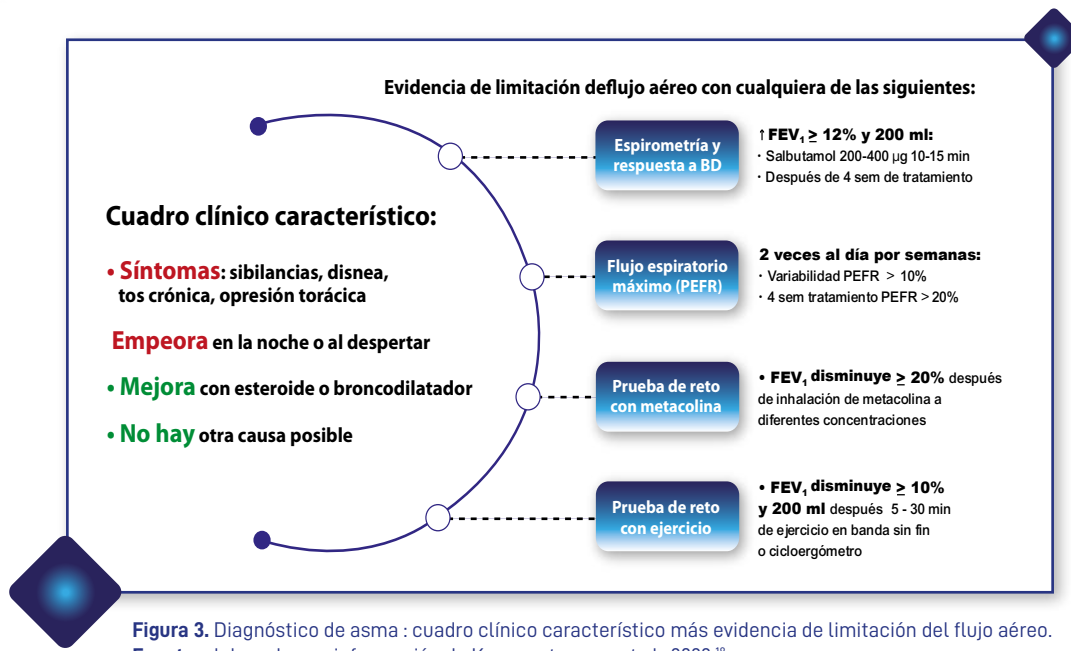 Evidencia de limitación deflujo aéreo con cualquiera de las siguientes:
Cuadro clínico característico:
• Síntomas: sibilancias, disnea,
tos crónica, opresión torácica
Empeora en la noche o al despertar
• Mejora con esteroide o broncodilatador
• No hay otra causa posible
Espirometría y
respuesta a BD
↑ FEV₁ ≥ 12% y 200 ml:
· Salbutamol 200-400 µg 10-15 min
· Después de 4 sem de tratamiento
Flujo espiratorio
máximo (PEFR)
2 veces al día por semanas:
· Variabilidad PEFR > 10%
· 4 sem tratamiento PEFR > 20%
Prueba de reto
con metacolina
• FEV₁ disminuye ≥ 20% después
de inhalación de metacolina a
diferentes concentraciones
Prueba de reto
con ejercicio
• FEV₁ disminuye ≥ 10%
y 200 ml después 5 - 30 min
de ejercicio en banda sin fin
o cicloergómetro
Figura 3. Diagnóstico de asma : cuadro clínico característico más evidencia de limitación del flujo aéreo.